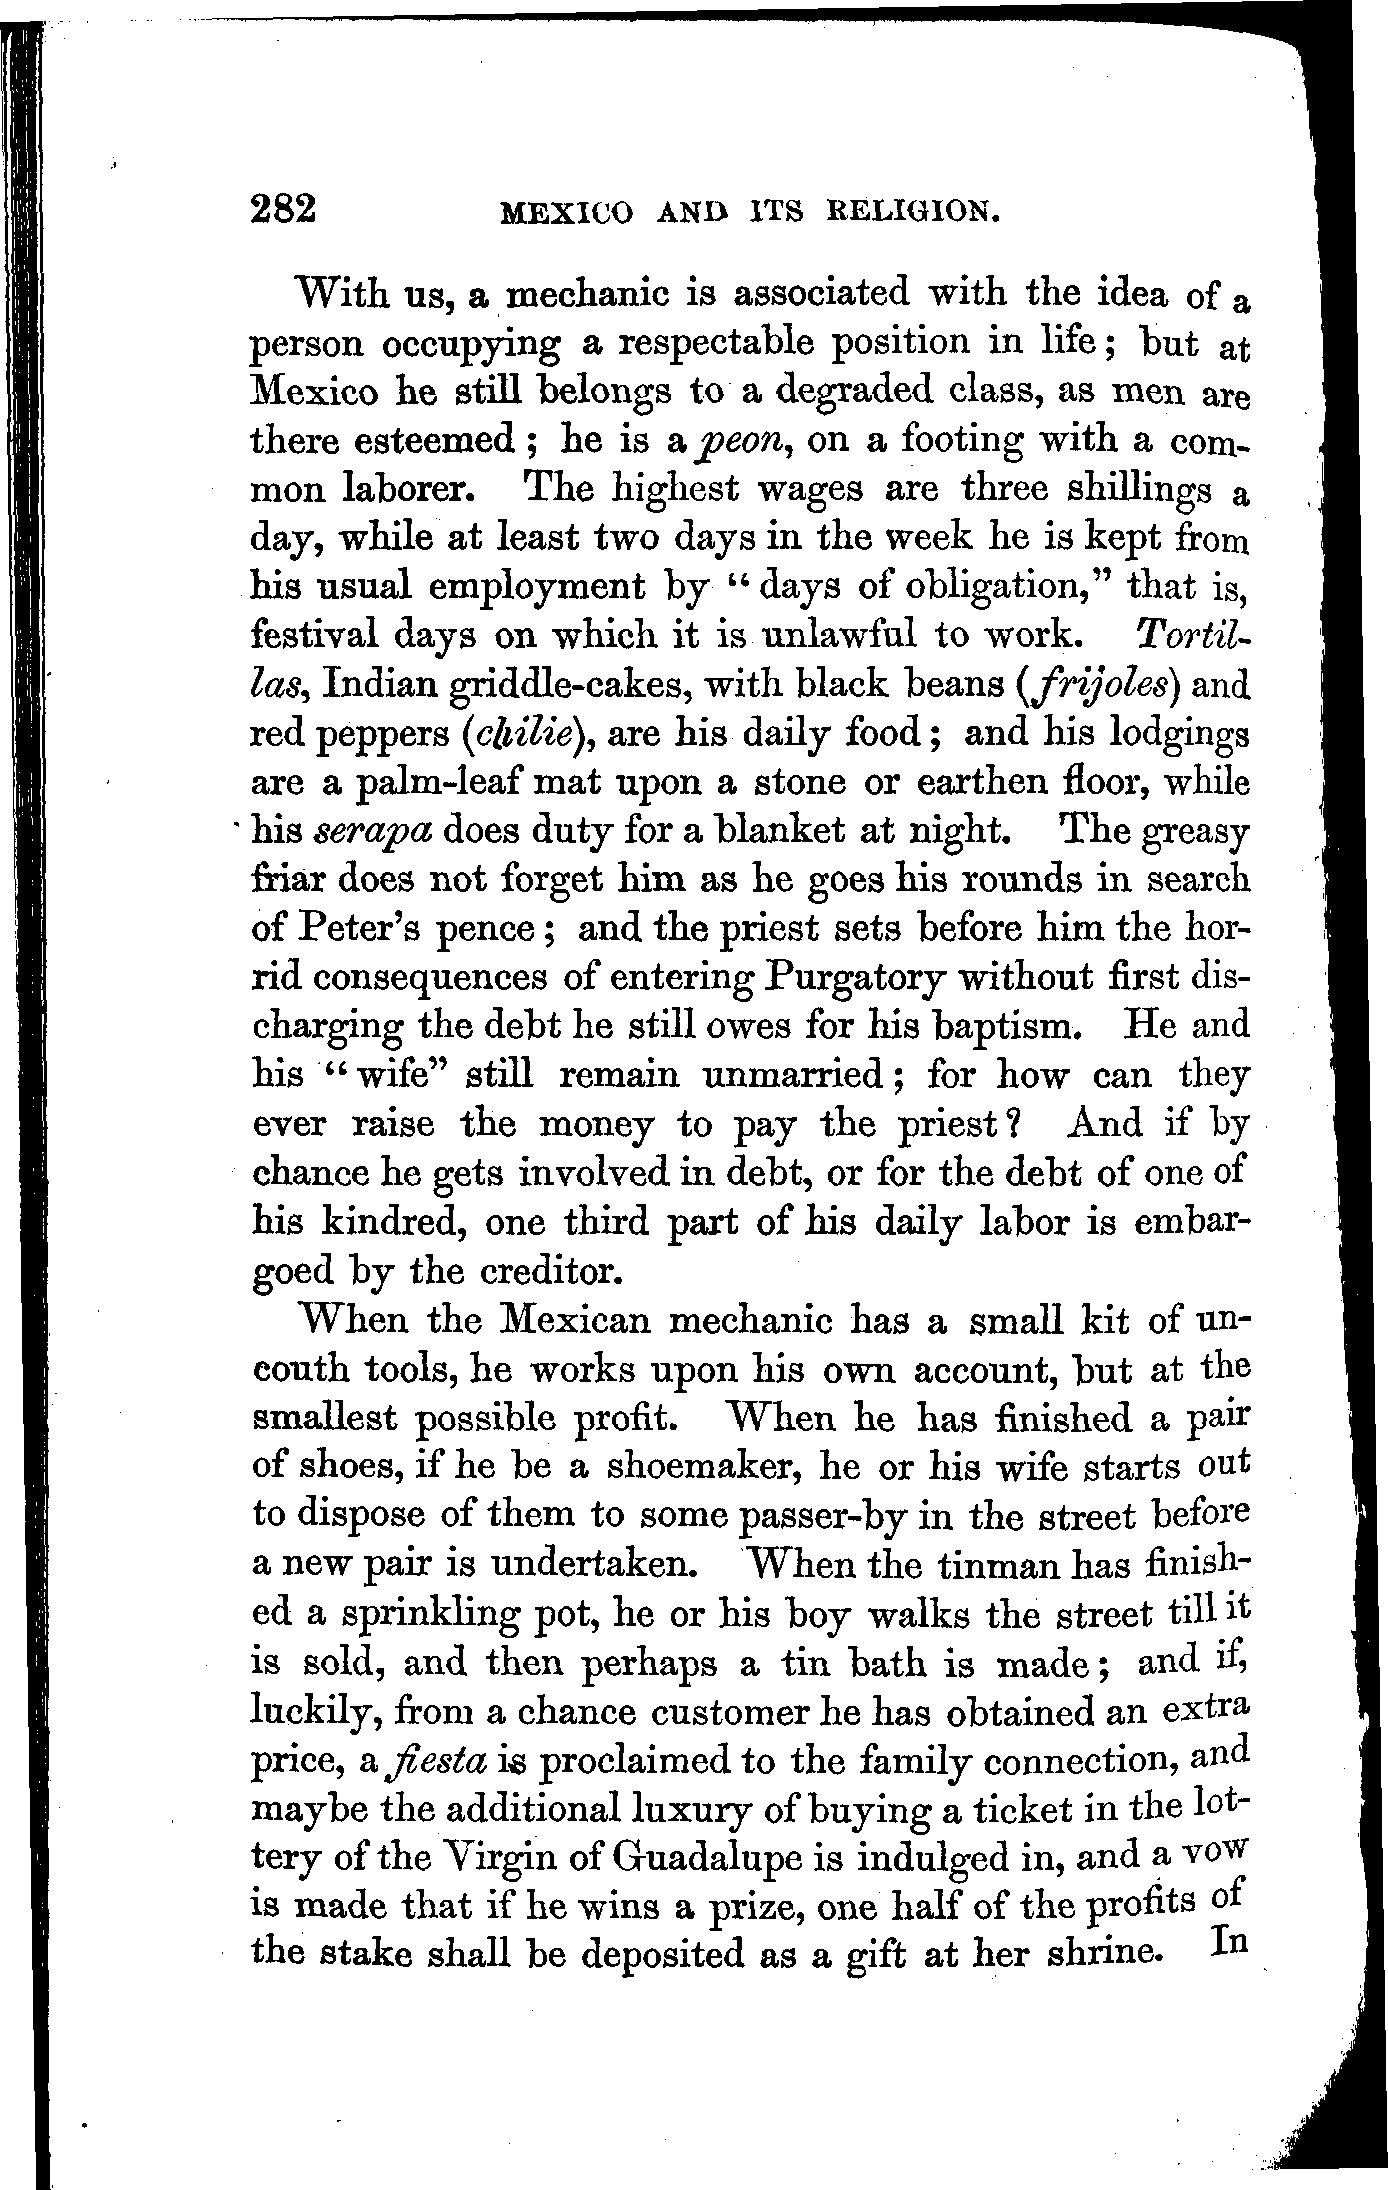 282 MEXICO AND ITS RELIGION.
With us, a mechanic is associated with the idea of a
person occupying a respectable position in life; but at
Mexico he still belongs to a degraded class, as men are
there esteemed; he is a peon, on a footing with a com-
mon laborer. The highest wages are three shillings a
day, while at least two days in the week he is kept from
his usual employment by "days of obligation," that is,
festival days on which it is unlawful to work. Tortil-
las, Indian griddle-cakes, with black beans (frijoles) and
red peppers (chilie), are his daily food; and his lodgings
are a palm-leaf mat upon a stone or earthen floor, while
his serapa does duty for a blanket at night. The greasy
friar does not forget him as he goes his rounds in search
of Peter's pence; and the priest sets before him the hor-
rid consequences of entering Purgatory without first dis-
charging the debt he still owes for his baptism. He and
his "wife" still remain unmarried; for how can they
ever raise the money to pay the priest? And if by
chance he gets involved in debt, or for the debt of one of
his kindred, one third part of his daily labor is embar-
goed by the creditor.
When the Mexican mechanic has a small kit of un-
couth tools, he works upon his own account, but at the
smallest possible profit. When he has finished a pair
of shoes, if he be a shoemaker, he or his wife starts out
to dispose of them to some passer-by in the street before
a new pair is undertaken. When the tinman has finish-
ed a sprinkling pot, he or his boy walks the street till it
is sold, and then perhaps a tin bath is made; and if,
luckily, from a chance customer he has obtained an extra
price, a fiesta is proclaimed to the family connection, and
maybe the additional luxury of buying a ticket in the lot-
tery of the Virgin of Guadalupe is indulged in, and a vow
is made that if he wins a prize, one half of the profits of
the stake shall be deposited as a gift at her shrine. In